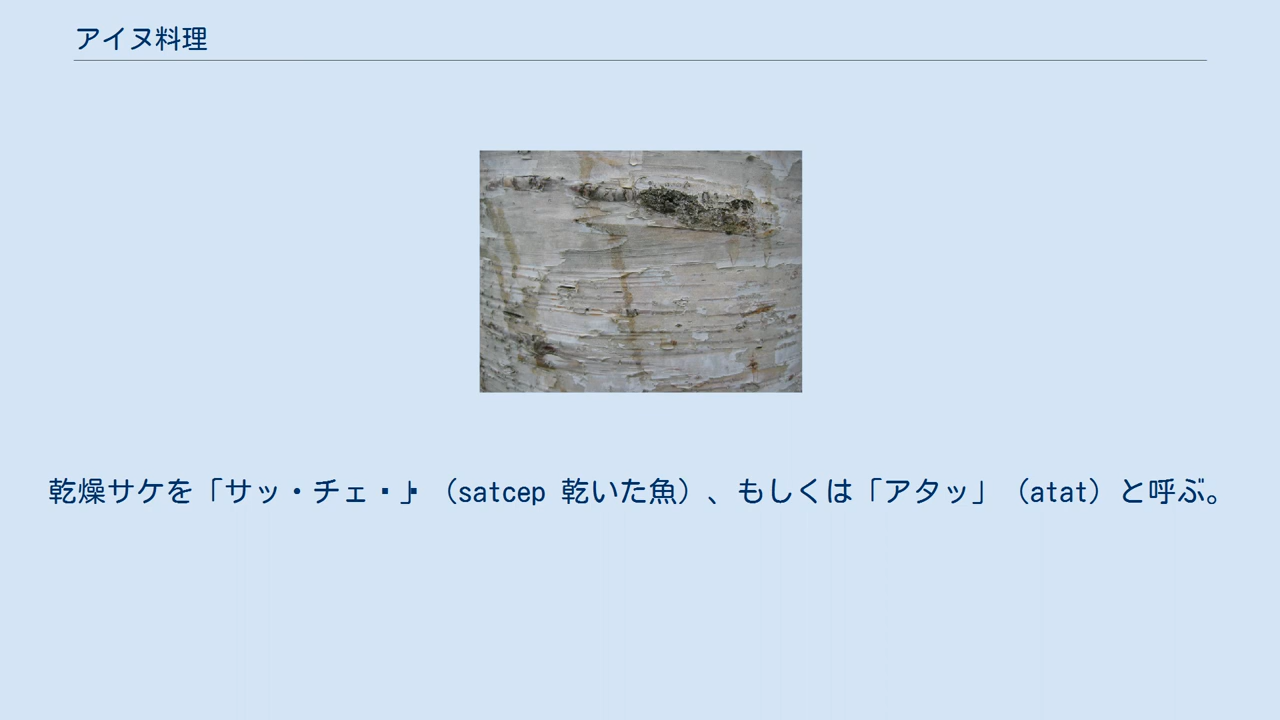 アイヌ料理
乾燥サケを「サッ・チェ・」・（satcep 乾いた魚）、もしくは「アタッ」（atat）と呼ぶ。